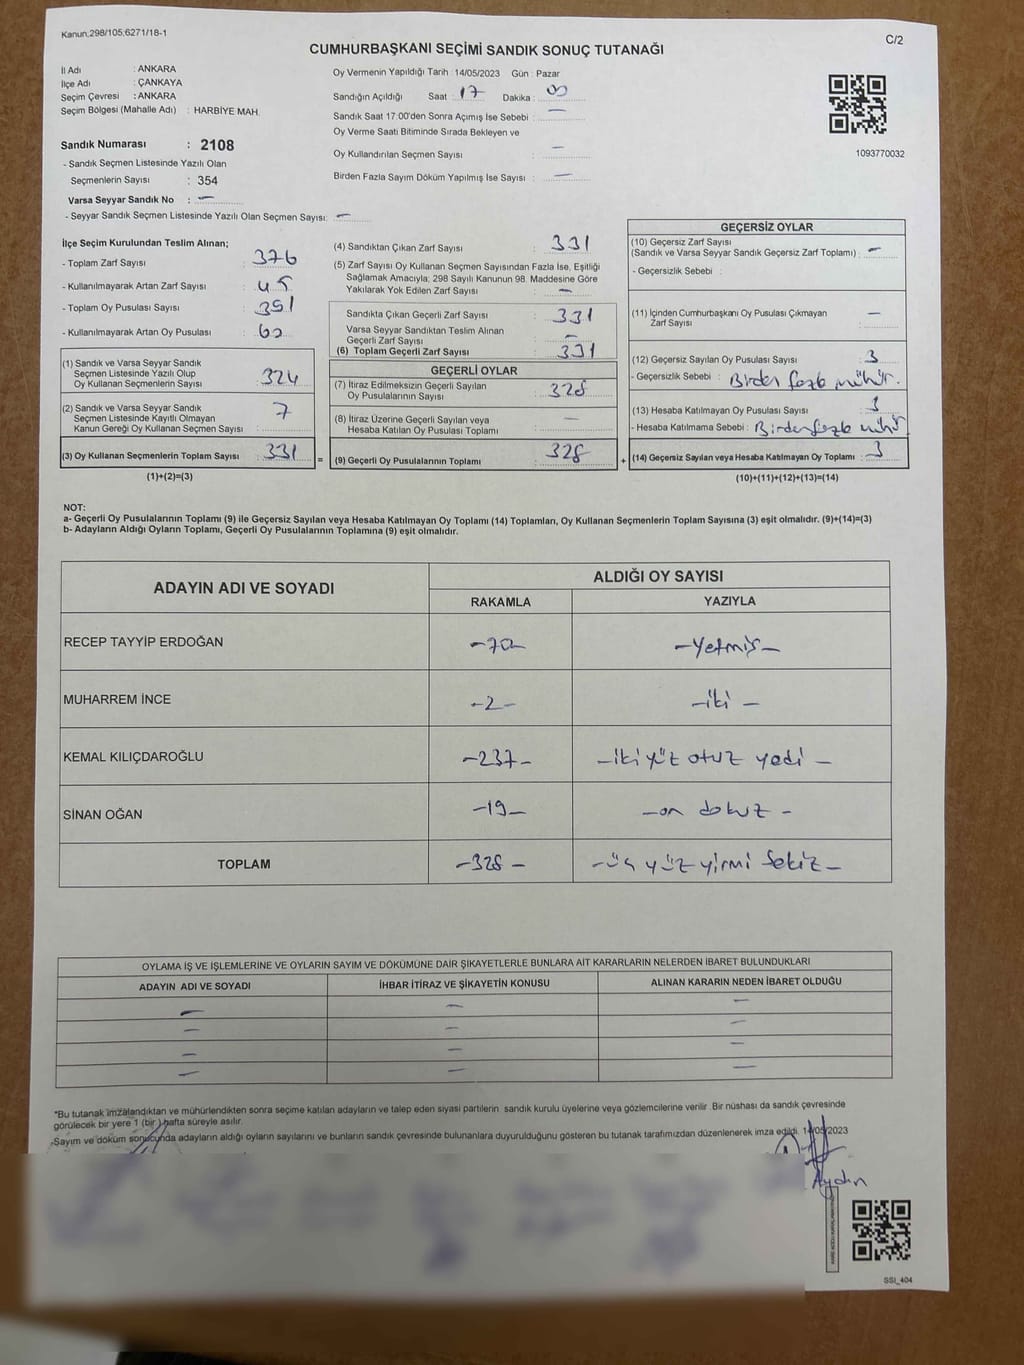 Kanun,298/105,6271/18-1
C/2
CUMHURBAŞKANI SEÇİMİ SANDIK SONUÇ TUTANAĞI
İl Adı : ANKARA
İlçe Adı : ÇANKAYA
Seçim Çevresi : ANKARA
Seçim Bölgesi (Mahalle Adı) : HARBİYE MAH.
Sandık Numarası : 2108
- Sandık Seçmen Listesinde Yazılı Olan
Seçmenlerin Sayısı : 354
Varsa Seyyar Sandık No : —
- Seyyar Sandık Seçmen Listesinde Yazılı Olan Seçmen Sayısı: —
Oy Vermenin Yapıldığı Tarih : 14/05/2023 Gün : Pazar
Sandığın Açıldığı Saat : 17 Dakika : 00
Sandık Saat 17:00'den Sonra Açımış İse Sebebi : —
Oy Verme Saati Bitiminde Sırada Bekleyen ve
Oy Kullandırılan Seçmen Sayısı : —
Birden Fazla Sayım Döküm Yapılmış İse Sayısı : —
1093770032
İlçe Seçim Kurulundan Teslim Alınan;
- Toplam Zarf Sayısı : 376
- Kullanılmayarak Artan Zarf Sayısı : 45
- Toplam Oy Pusulası Sayısı : 391
- Kullanılmayarak Artan Oy Pusulası : 60
(1) Sandık ve Varsa Seyyar Sandık
Seçmen Listesinde Yazılı Olup
Oy Kullanan Seçmenlerin Sayısı : 324
(2) Sandık ve Varsa Seyyar Sandık
Seçmen Listesinde Kayıtlı Olmayan
Kanun Gereği Oy Kullanan Seçmen Sayısı : 7
(3) Oy Kullanan Seçmenlerin Toplam Sayısı : 331
(1)+(2)=(3)
=
(4) Sandıktan Çıkan Zarf Sayısı : 331
(5) Zarf Sayısı Oy Kullanan Seçmen Sayısından Fazla İse, Eşitliği
Sağlamak Amacıyla; 298 Sayılı Kanunun 98. Maddesine Göre
Yakılarak Yok Edilen Zarf Sayısı : —
Sandıkta Çıkan Geçerli Zarf Sayısı : 331
Varsa Seyyar Sandıktan Teslim Alınan
Geçerli Zarf Sayısı : —
(6) Toplam Geçerli Zarf Sayısı : 331
GEÇERLİ OYLAR
(7) İtiraz Edilmeksizin Geçerli Sayılan
Oy Pusulalarının Sayısı : 328
(8) İtiraz Üzerine Geçerli Sayılan veya
Hesaba Katılan Oy Pusulası Toplamı : —
(9) Geçerli Oy Pusulalarının Toplamı : 328
+
GEÇERSİZ OYLAR
(10) Geçersiz Zarf Sayısı
(Sandık ve Varsa Seyyar Sandık Geçersiz Zarf Toplamı) : —
- Geçersizlik Sebebi :
(11) İçinden Cumhurbaşkanı Oy Pusulası Çıkmayan
Zarf Sayısı : —
(12) Geçersiz Sayılan Oy Pusulası Sayısı : 3
- Geçersizlik Sebebi : Birden fazla mühür.
(13) Hesaba Katılmayan Oy Pusulası Sayısı :
- Hesaba Katılmama Sebebi : Birden fazla mühür
(14) Geçersiz Sayılan veya Hesaba Katılmayan Oy Toplamı : 3
(10)+(11)+(12)+(13)=(14)
NOT:
a- Geçerli Oy Pusulalarının Toplamı (9) ile Geçersiz Sayılan veya Hesaba Katılmayan Oy Toplamı (14) Toplamları, Oy Kullanan Seçmenlerin Toplam Sayısına (3) eşit olmalıdır. (9)+(14)=(3)
b- Adayların Aldığı Oyların Toplamı, Geçerli Oy Pusulalarının Toplamına (9) eşit olmalıdır.
ADAYIN ADI VE SOYADI ALDIĞI OY SAYISI
RAKAMLA YAZIYLA
RECEP TAYYİP ERDOĞAN —70— —Yetmiş—
MUHARREM İNCE —2— —iki—
KEMAL KILIÇDAROĞLU —237— —iki yüz otuz yedi—
SİNAN OĞAN —19— —on dokuz—
TOPLAM —328— —üç yüz yirmi Sekiz—
OYLAMA İŞ VE İŞLEMLERİNE VE OYLARIN SAYIM VE DÖKÜMÜNE DAİR ŞİKAYETLERLE BUNLARA AİT KARARLARIN NELERDEN İBARET BULUNDUKLARI
ADAYIN ADI VE SOYADI İHBAR İTİRAZ VE ŞİKAYETİN KONUSU ALINAN KARARIN NEDEN İBARET OLDUĞU
— — —
— — —
— — —
— — —
*Bu tutanak imzalandıktan ve mühürlendikten sonra seçime katılan adayların ve talep eden siyasi partilerin sandık kurulu üyelerine veya gözlemcilerine verilir. Bir nüshası da sandık çevresinde
görülecek bir yere 1 (bir ) hafta süreyle asılır.
-Sayım ve döküm sonucunda adayların aldığı oyların sayılarını ve bunların sandık çevresinde bulunanlara duyurulduğunu gösteren bu tutanak tarafımızdan düzenlenerek imza edildi. 14/05/2023
Aydın
SSI_404